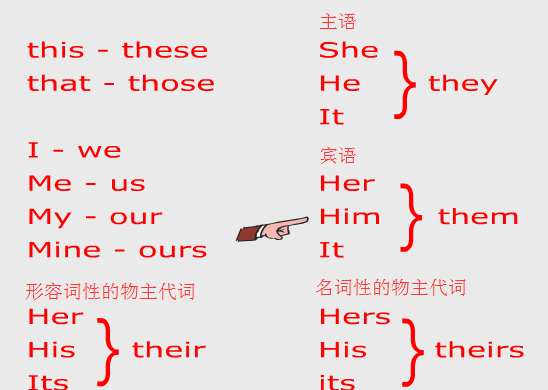 this - these
that - those
I - we
Me - us
My - our
Mine - ours
形容词性的物主代词
Her
His
Its
their
主语
She
He
It
they
宾语
Her
Him
It
them
名词性的物主代词
Hers
His
its
theirs